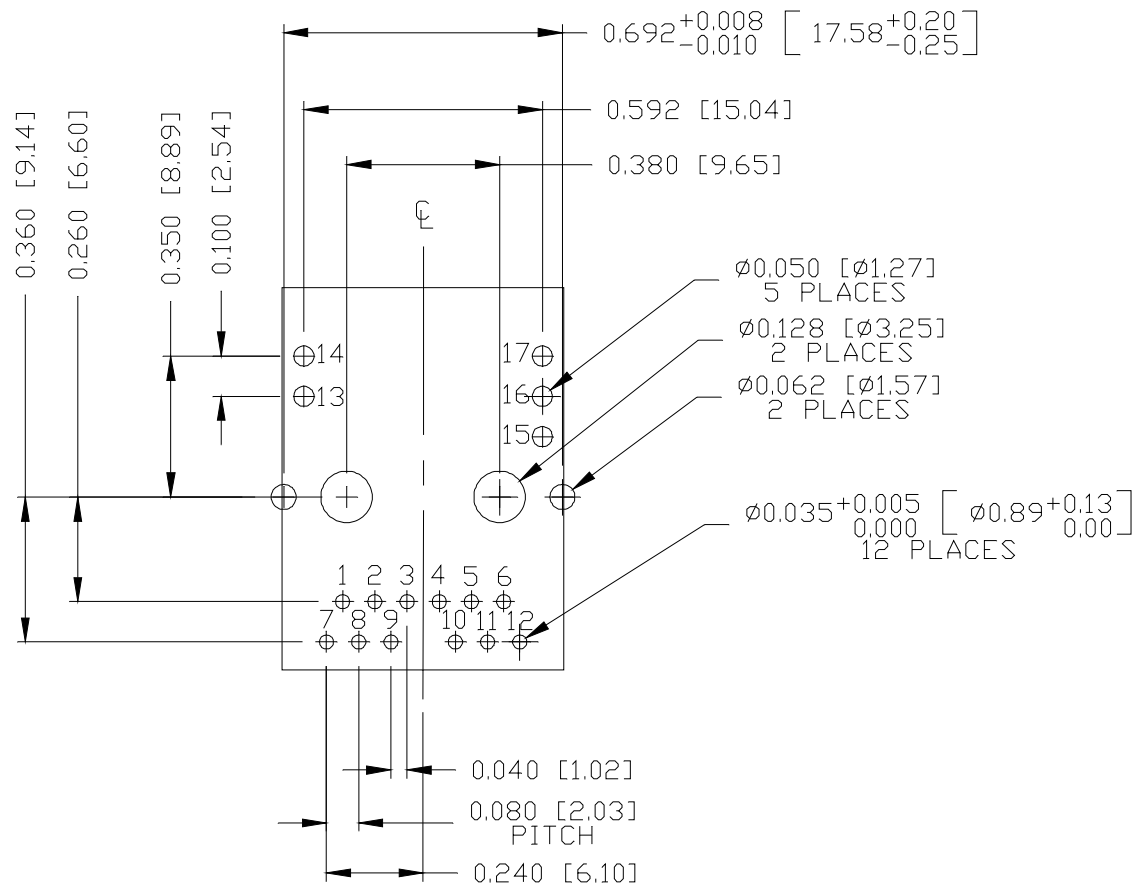 0.692 +0.008 -0.010 [ 17.58 +0.20 -0.25 ]
0.592 [15.04]
0.380 [9.65]
0.360 [9.14]
0.260 [6.60]
0.350 [8.89]
0.100 [2.54]
℄
Ø0.050 [Ø1.27]
5 PLACES
Ø0.128 [Ø3.25]
2 PLACES
Ø0.062 [Ø1.57]
2 PLACES
14 17
13 16
15
Ø0.035 +0.005 0.000 [ Ø0.89 +0.13 0.00 ]
12 PLACES
1 2 3 4 5 6
7 8 9 10 11 12
0.040 [1.02]
0.080 [2.03]
PITCH
0.240 [6.10]